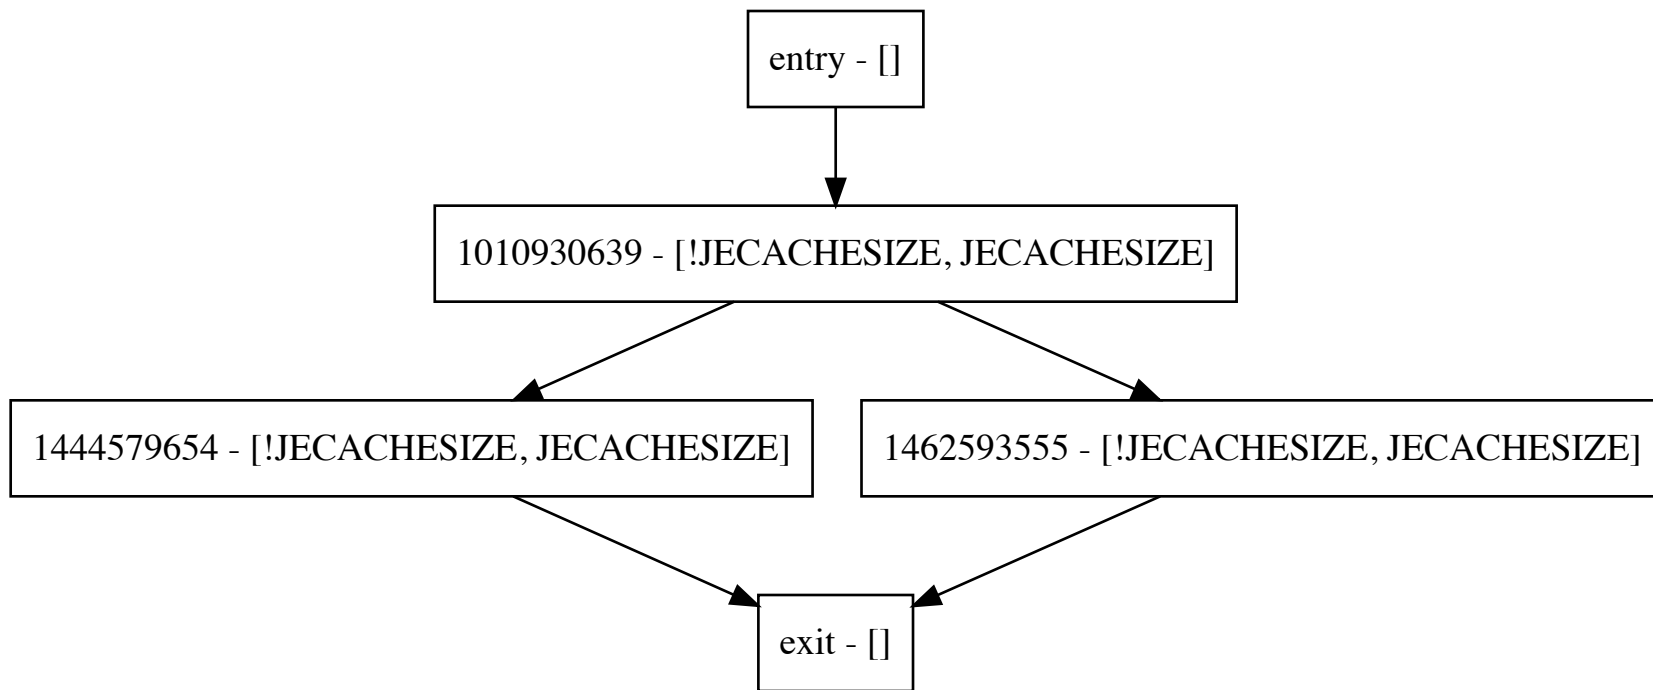 entry - []
1010930639 - [!JECACHESIZE, JECACHESIZE]
1444579654 - [!JECACHESIZE, JECACHESIZE]
1462593555 - [!JECACHESIZE, JECACHESIZE]
exit - []